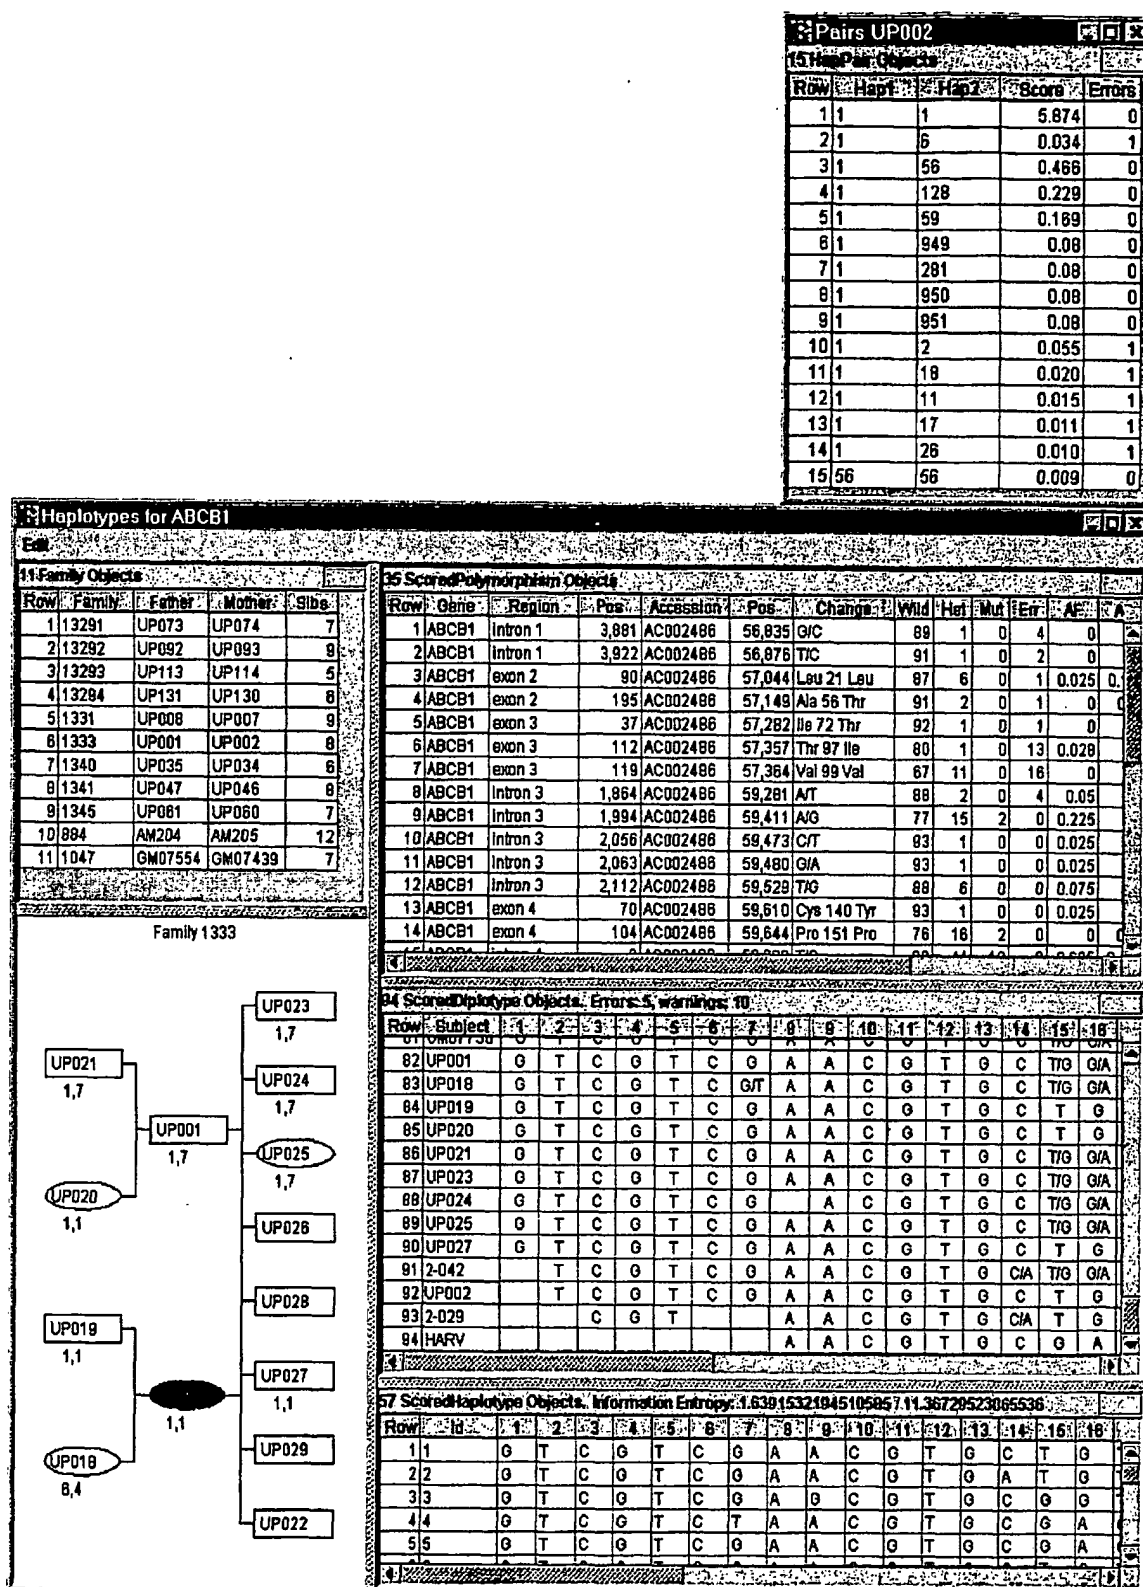 Pairs UP002
15 HapPair Objects
Row Hap1 Hap2 Score Errors
1 1 1 5.874 0
2 1 6 0.034 1
3 1 56 0.466 0
4 1 128 0.229 0
5 1 59 0.169 0
6 1 949 0.08 0
7 1 281 0.08 0
8 1 950 0.08 0
9 1 951 0.08 0
10 1 2 0.055 1
11 1 18 0.020 1
12 1 11 0.015 1
13 1 17 0.011 1
14 1 26 0.010 1
15 56 56 0.009 0
Haplotypes for ABCB1
Edit
11 Family Objects
Row Family Father Mother Sibs
1 13291 UP073 UP074 7
2 13292 UP092 UP093 9
3 13293 UP113 UP114 5
4 13294 UP131 UP130 6
5 1331 UP008 UP007 9
6 1333 UP001 UP002 8
7 1340 UP035 UP034 6
8 1341 UP047 UP046 8
9 1345 UP061 UP060 7
10 884 AM204 AM205 12
11 1047 GM07554 GM07439 7
35 ScoredPolymorphism Objects
Row Gene Region Pos Accession Pos Change Wild Het Mut Err AF A
1 ABCB1 intron 1 3,881 AC002486 56,835 G/C 89 1 0 4 0
2 ABCB1 intron 1 3,922 AC002486 56,876 T/C 91 1 0 2 0
3 ABCB1 exon 2 90 AC002486 57,044 Leu 21 Leu 87 6 0 1 0.025 0.
4 ABCB1 exon 2 195 AC002486 57,149 Ala 56 Thr 91 2 0 1 0
5 ABCB1 exon 3 37 AC002486 57,282 Ile 72 Thr 92 1 0 1 0
6 ABCB1 exon 3 112 AC002486 57,357 Thr 97 Ile 80 1 0 13 0.028
7 ABCB1 exon 3 119 AC002486 57,364 Val 99 Val 67 11 0 16 0
8 ABCB1 intron 3 1,864 AC002486 59,281 A/T 88 2 0 4 0.05
9 ABCB1 intron 3 1,994 AC002486 59,411 A/G 77 15 2 0 0.225
10 ABCB1 intron 3 2,056 AC002486 59,473 C/T 93 1 0 0 0.025
11 ABCB1 intron 3 2,063 AC002486 59,480 G/A 93 1 0 0 0.025
12 ABCB1 intron 3 2,112 AC002486 59,529 T/G 88 6 0 0 0.075
13 ABCB1 exon 4 70 AC002486 59,610 Cys 140 Tyr 93 1 0 0 0.025
14 ABCB1 exon 4 104 AC002486 59,644 Pro 151 Pro 76 16 2 0 0
Family 1333
UP023
1,7
UP021
1,7
UP024
1,7
UP001
1,7
UP025
1,7
UP020
1,1
UP026
UP028
UP019
1,1
UP027
1,1
1,1
UP029
UP018
6,4
UP022
94 ScoredDiplotype Objects. Errors: 5, warnings: 10
Row Subject 1 2 3 4 5 6 7 8 9 10 11 12 13 14 15 16
82 UP001 G T C G T C G A A C G T G C T/G G/A
83 UP018 G T C G T C G/T A A C G T G C T/G G/A
84 UP019 G T C G T C G A A C G T G C T G
85 UP020 G T C G T C G A A C G T G C T G
86 UP021 G T C G T C G A A C G T G C T/G G/A
87 UP023 G T C G T C G A A C G T G C T/G G/A
88 UP024 G T C G T C G A C G T G C T/G G/A
89 UP025 G T C G T C G A A C G T G C T/G G/A
90 UP027 G T C G T C G A A C G T G C T G
91 2-042 T C G T C G A A C G T G C/A T/G G/A
92 UP002 T C G T C G A A C G T G C T G
93 2-029 C G T A A C G T G C/A T G
94 HARV A A C G T G C G A
57 ScoredHaplotype Objects. Information Entropy:
Row Id 1 2 3 4 5 6 7 8 9 10 11 12 13 14 15 16
1 1 G T C G T C G A A C G T G C T G
2 2 G T C G T C G A A C G T G A T G
3 3 G T C G T C G A G C G T G C G G
4 4 G T C G T C T A A C G T G C G A
5 5 G T C G T C G A A C G T G C G A